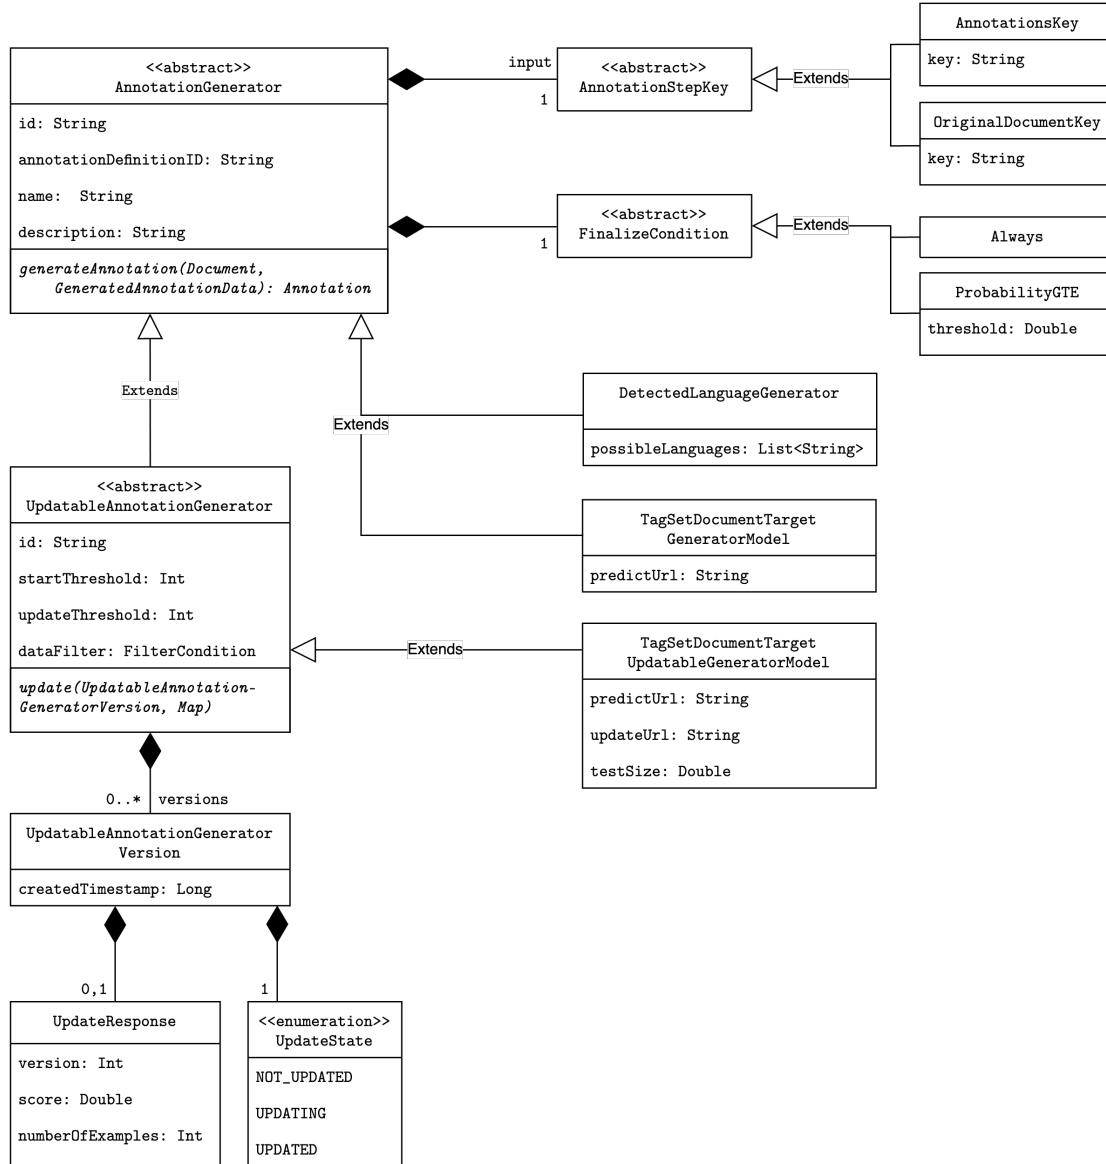 <<abstract>>
AnnotationGenerator
id: String
annotationDefinitionID: String
name:  String
description: String
generateAnnotation(Document,
GeneratedAnnotationData): Annotation
input
1
<<abstract>>
AnnotationStepKey
Extends
AnnotationsKey
key: String
OriginalDocumentKey
key: String
1
<<abstract>>
FinalizeCondition
Extends
Always
ProbabilityGTE
threshold: Double
Extends
Extends
DetectedLanguageGenerator
possibleLanguages: List<String>
TagSetDocumentTarget
GeneratorModel
predictUrl: String
<<abstract>>
UpdatableAnnotationGenerator
id: String
startThreshold: Int
updateThreshold: Int
dataFilter: FilterCondition
update(UpdatableAnnotation-
GeneratorVersion, Map)
Extends
TagSetDocumentTarget
UpdatableGeneratorModel
predictUrl: String
updateUrl: String
testSize: Double
0..* versions
UpdatableAnnotationGenerator
Version
createdTimestamp: Long
0,1
1
UpdateResponse
version: Int
score: Double
numberOfExamples: Int
<<enumeration>>
UpdateState
NOT_UPDATED
UPDATING
UPDATED